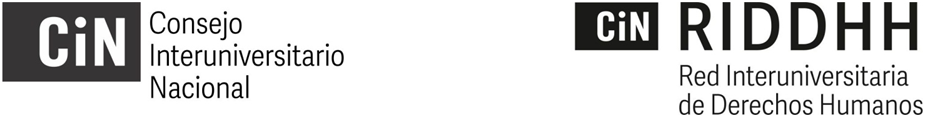 CiN
Consejo
Interuniversitario
Nacional
CiN RIDDHH
Red Interuniversitaria
de Derechos Humanos